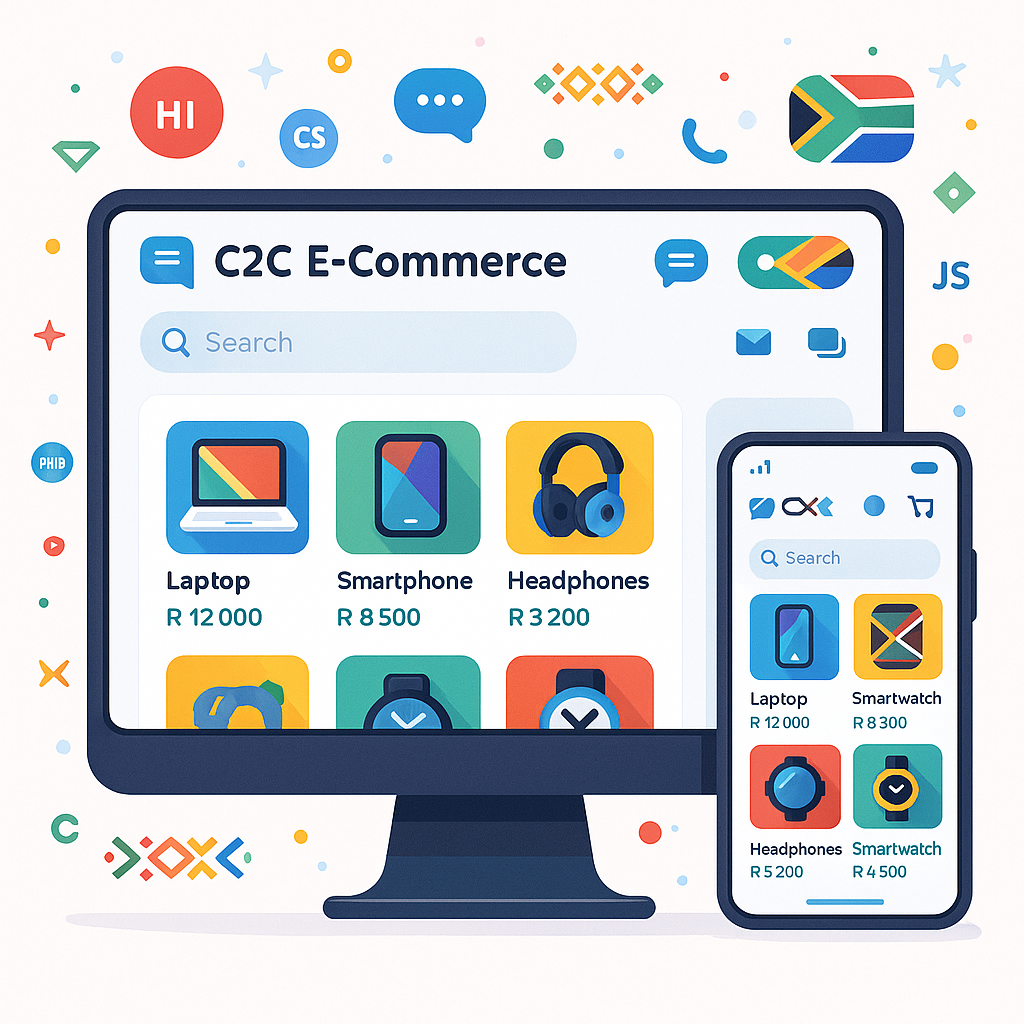 HI
CS
JS
PHIB
C
C2C E-Commerce
Search
Laptop
R 12 000
Smartphone
R 8 500
Headphones
R 3 200
Search
Laptop
R 12 000
Smartwatch
R 8 300
Headphones
R 5 200
Smartwatch
R 4 500